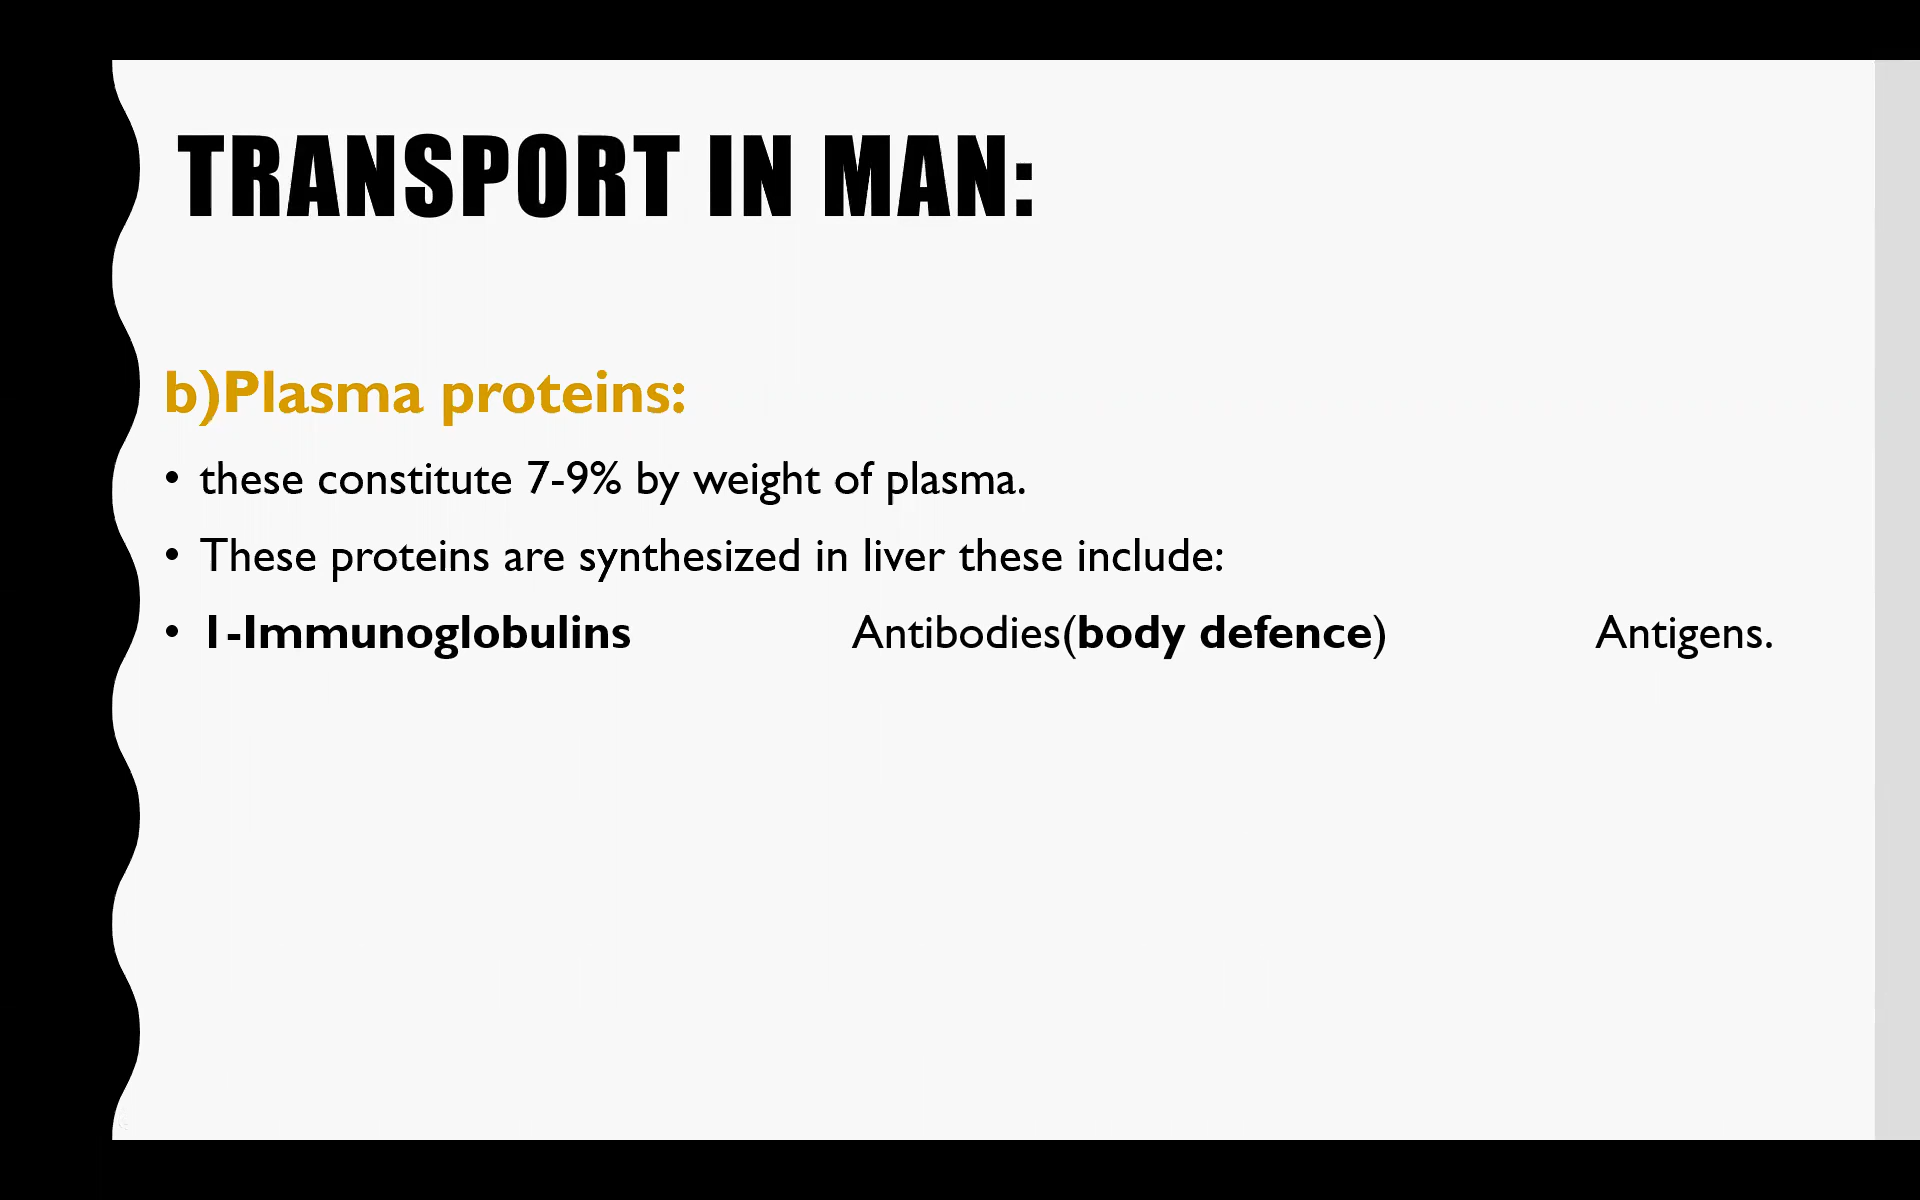 TRANSPORT IN MAN:
b)Plasma proteins:
• these constitute 7-9% by weight of plasma.
• These proteins are synthesized in liver these include:
• 1-Immunoglobulins Antibodies(body defence) Antigens.